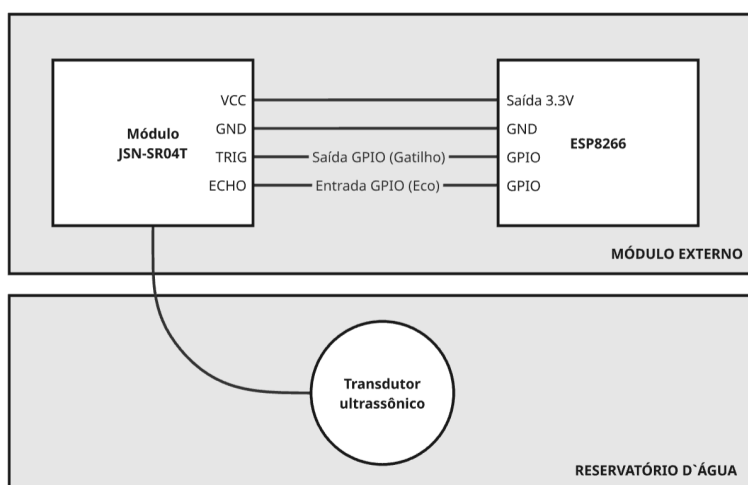 VCC
Saída 3.3V
Módulo
JSN-SR04T
GND
GND
ESP8266
TRIG
Saída GPIO (Gatilho)
GPIO
ECHO
Entrada GPIO (Eco)
GPIO
MÓDULO EXTERNO
Transdutor
ultrassônico
RESERVATÓRIO D`ÁGUA